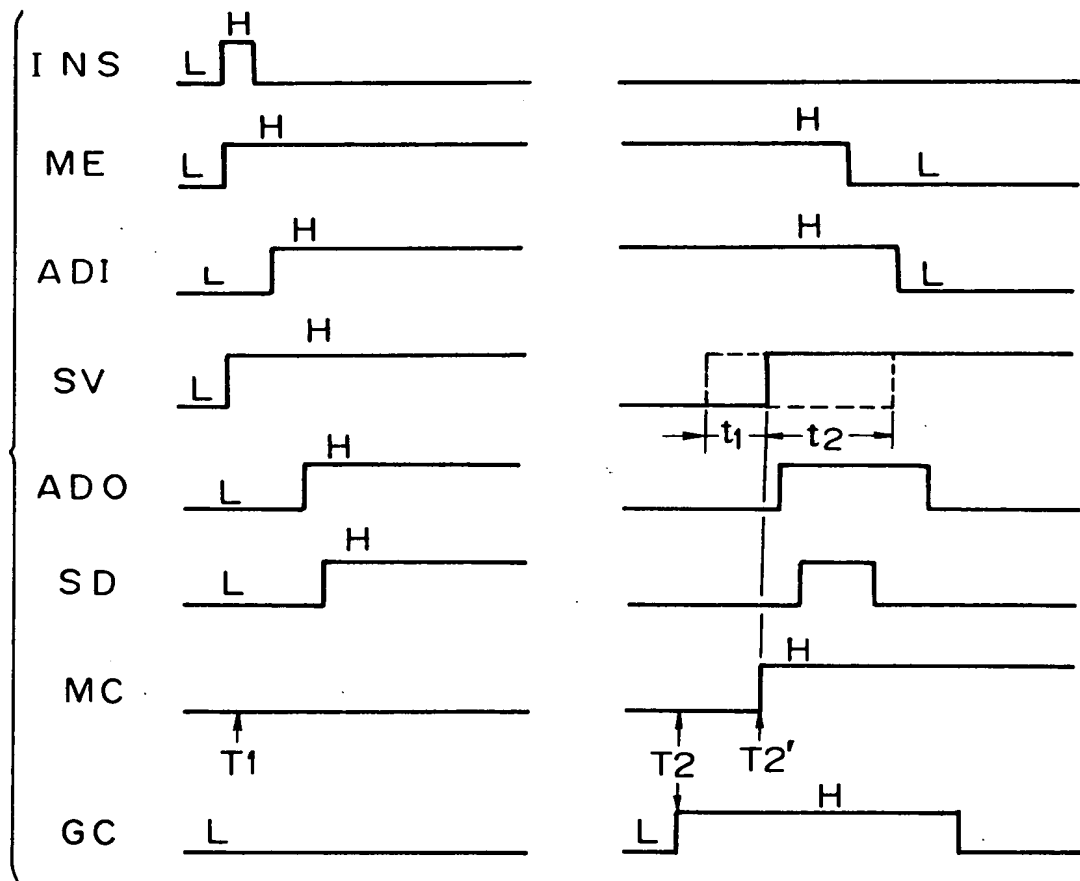 H
INS L
H H
ME L L
H H
ADI L L
H
SV L
t1 t2
H
ADO L
H
SD L
H
MC
T1 T2 T2'
H
GC L L